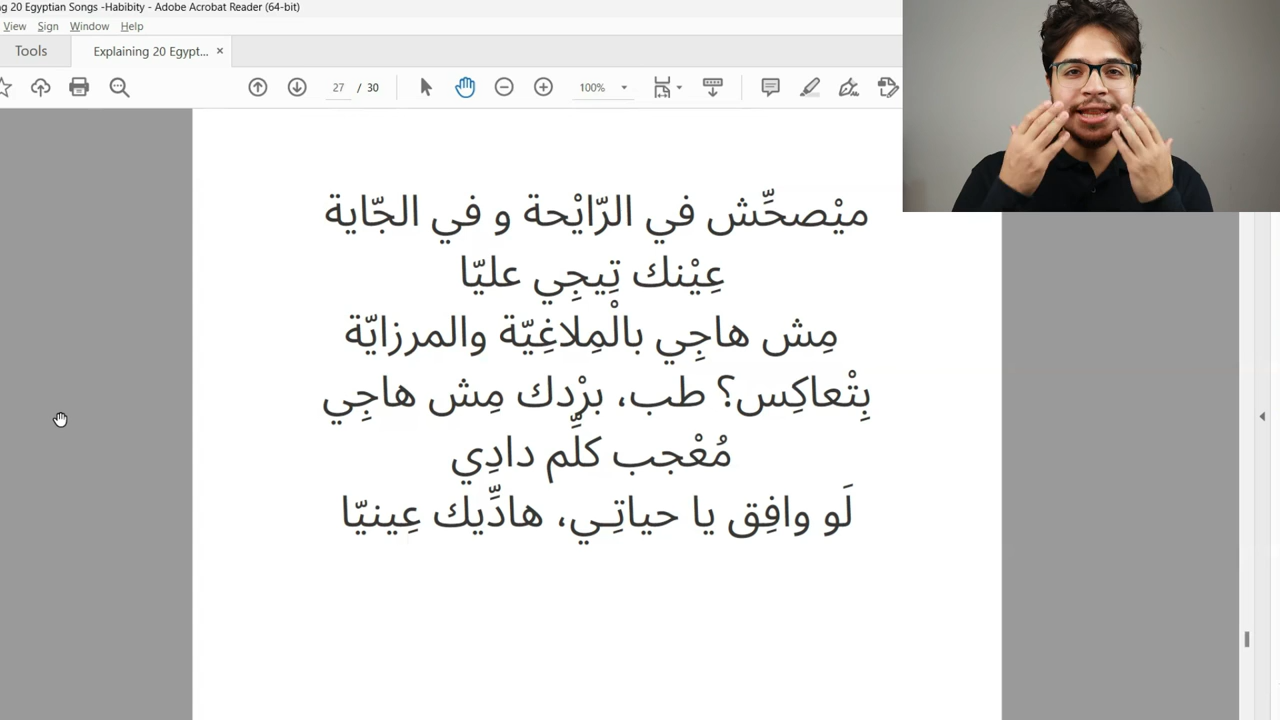 ng 20 Egyptian Songs -Habibity - Adobe Acrobat Reader (64-bit)
View Sign Window Help
Tools Explaining 20 Egypt... ×
27 / 30 100%
ميْصحِّش في الرّايْحة و في الجّاية
عِيْنك تِيجِي عليّا
مِش هاجِي بالْمِلاغِيّة والمرزايّة
بِتْعاكِس؟ طب، برْدك مِش هاجِي
مُعْجب كلِّم دادِي
لَو وافِق يا حياتِـي، هادِّيك عِينيّا